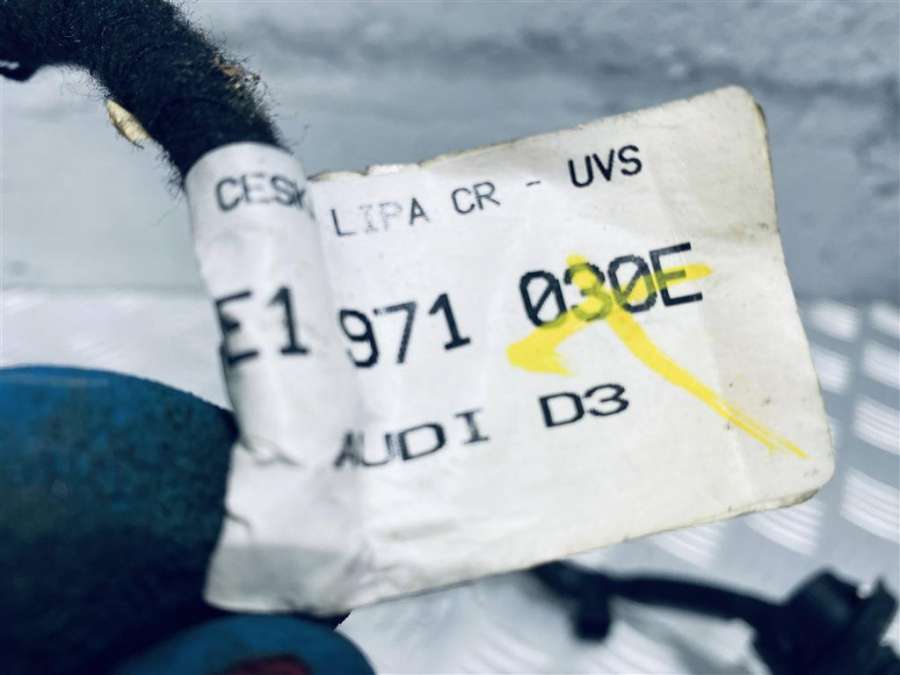 CESK LIPA CR - UVS
E1 971 030E
AUDI D3